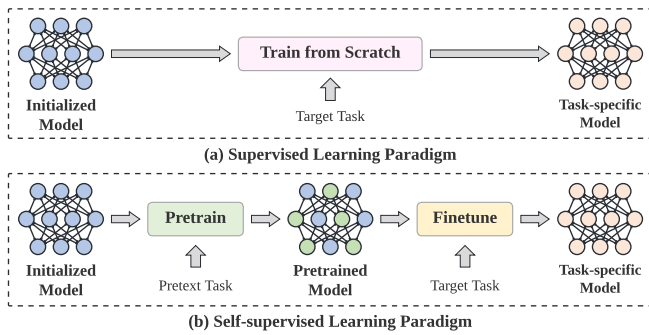 Train from Scratch
Initialized
Model
Target Task
Task-specific
Model
(a) Supervised Learning Paradigm
Pretrain
Finetune
Initialized
Model
Pretext Task
Pretrained
Model
Target Task
Task-specific
Model
(b) Self-supervised Learning Paradigm